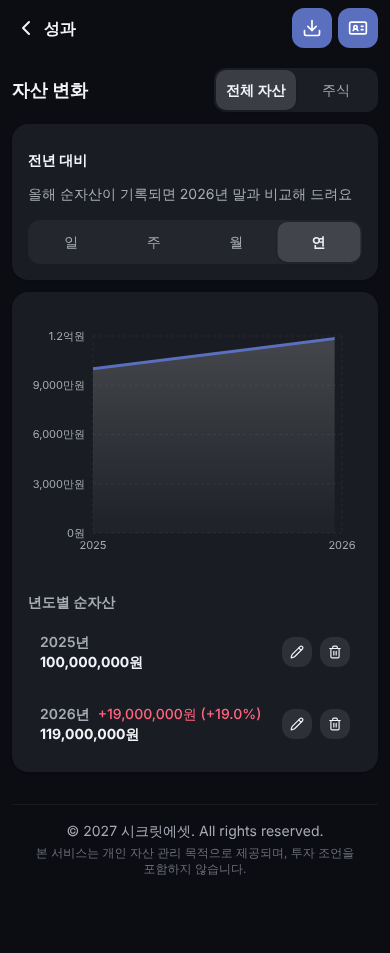 성과
자산 변화
전체 자산
주식
전년 대비
올해 순자산이 기록되면 2026년 말과 비교해 드려요
일
주
월
연
1.2억원
9,000만원
6,000만원
3,000만원
0원
2025
2026
년도별 순자산
2025년
100,000,000원
2026년 +19,000,000원 (+19.0%)
119,000,000원
© 2027 시크릿에셋. All rights reserved.
본 서비스는 개인 자산 관리 목적으로 제공되며, 투자 조언을
포함하지 않습니다.